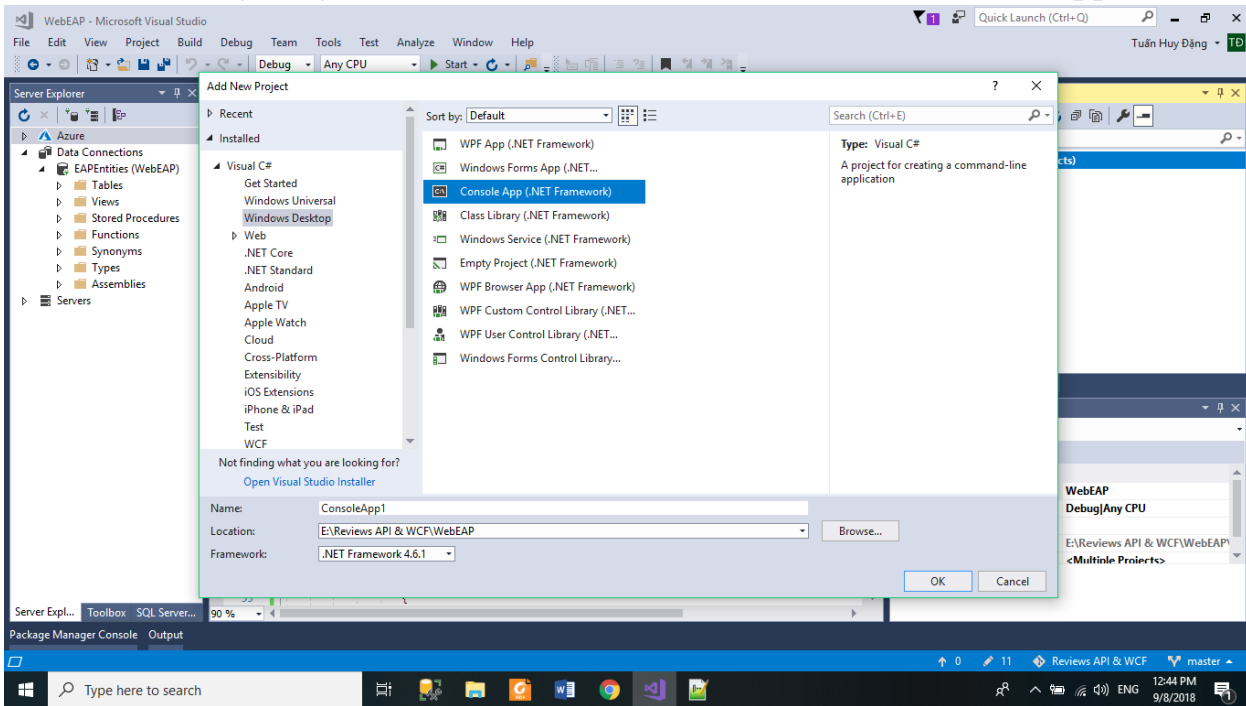 WebEAP - Microsoft Visual Studio
1
Quick Launch (Ctrl+Q)
File Edit View Project Build Debug Team Tools Test Analyze Window Help
Tuấn Huy Đặng
TĐ
Debug Any CPU Start
Server Explorer
Azure
Data Connections
EAPEntities (WebEAP)
Tables
Views
Stored Procedures
Functions
Synonyms
Types
Assemblies
Servers
Add New Project
?
Recent
Installed
Visual C#
Get Started
Windows Universal
Windows Desktop
Web
.NET Core
.NET Standard
Android
Apple TV
Apple Watch
Cloud
Cross-Platform
Extensibility
iOS Extensions
iPhone & iPad
Test
WCF
Not finding what you are looking for?
Open Visual Studio Installer
Sort by: Default
WPF App (.NET Framework)
Windows Forms App (.NET...
Console App (.NET Framework)
Class Library (.NET Framework)
Windows Service (.NET Framework)
Empty Project (.NET Framework)
WPF Browser App (.NET Framework)
WPF Custom Control Library (.NET...
WPF User Control Library (.NET...
Windows Forms Control Library...
Search (Ctrl+E)
Type: Visual C#
A project for creating a command-line
application
Name: ConsoleApp1
Location: E:\Reviews API & WCF\WebEAP
Browse...
Framework: .NET Framework 4.6.1
OK Cancel
cts)
WebEAP
Debug|Any CPU
E:\Reviews API & WCF\WebEAP\
<Multiple Projects>
90 %
Server Expl... Toolbox SQL Server...
Package Manager Console Output
0 11 Reviews API & WCF master
Type here to search
ENG
12:44 PM
9/8/2018
1